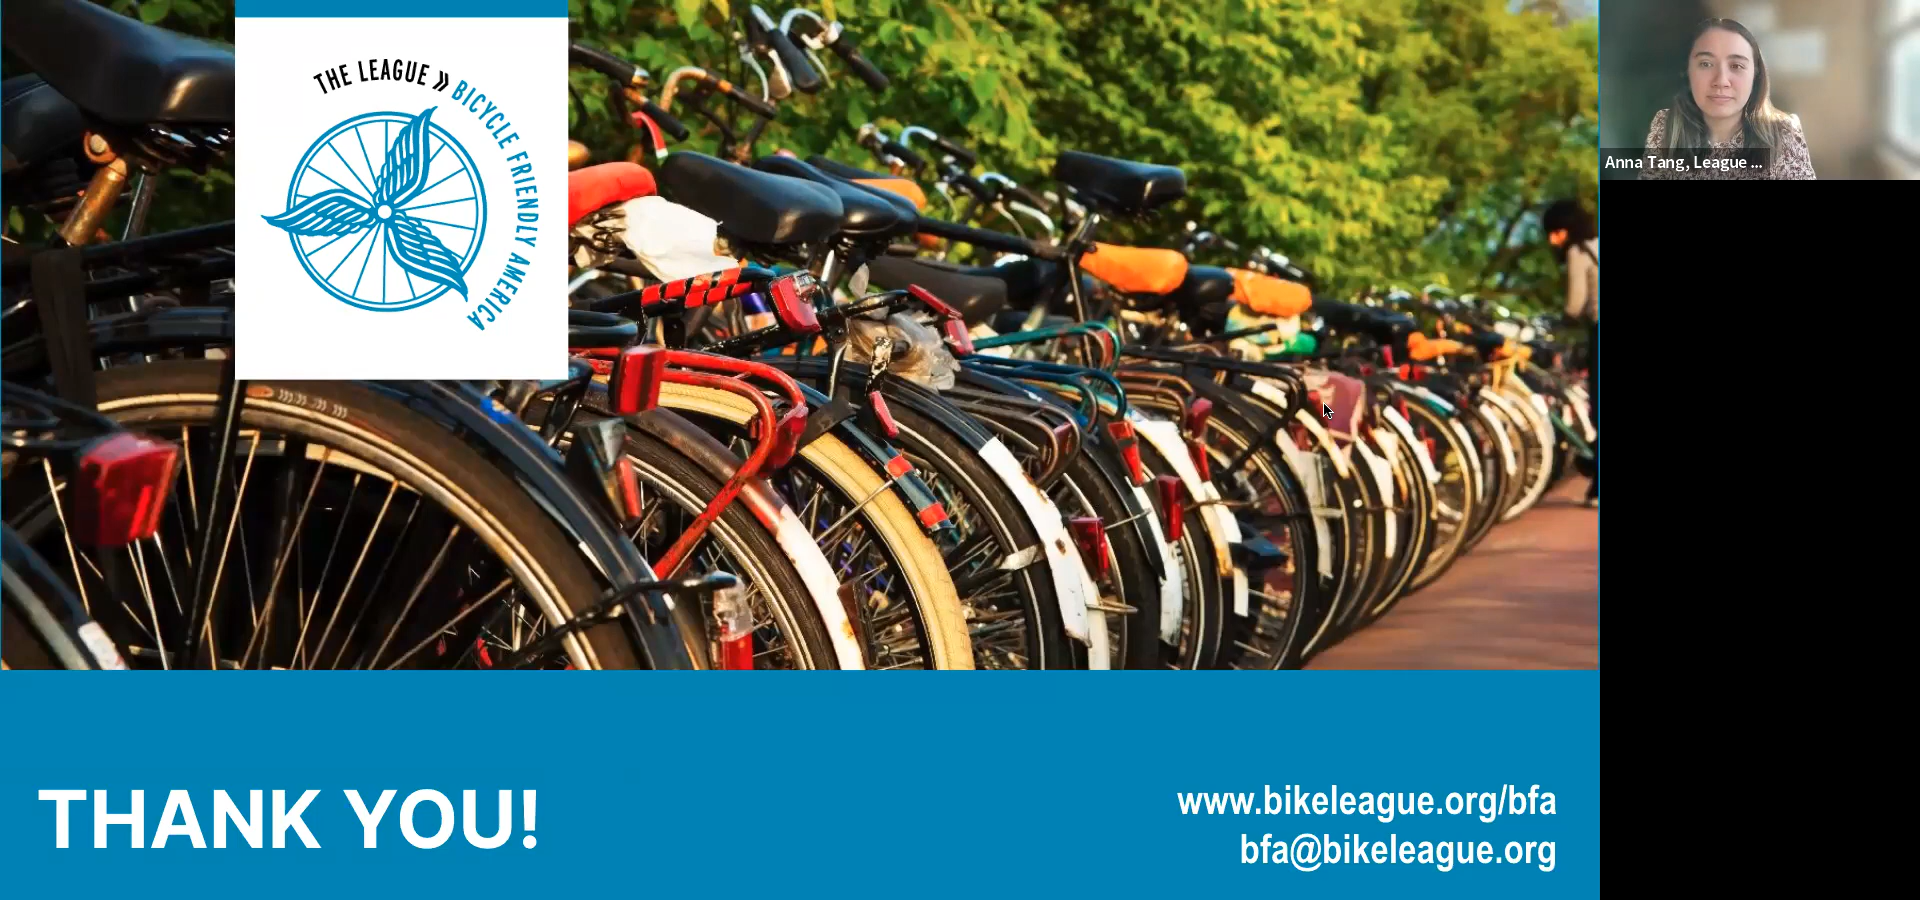 THE LEAGUE » BICYCLE FRIENDLY AMERICA
Anna Tang, League ...
THANK YOU!
www.bikeleague.org/bfa
bfa@bikeleague.org